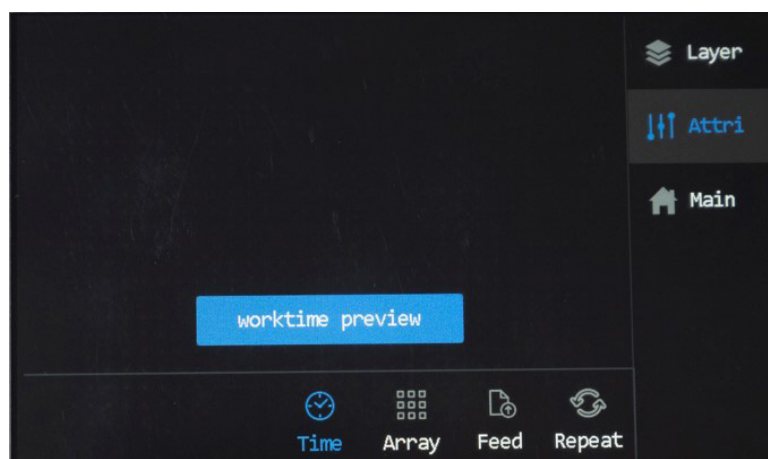 Layer
Attri
Main
worktime preview
Time
Array
Feed
Repeat